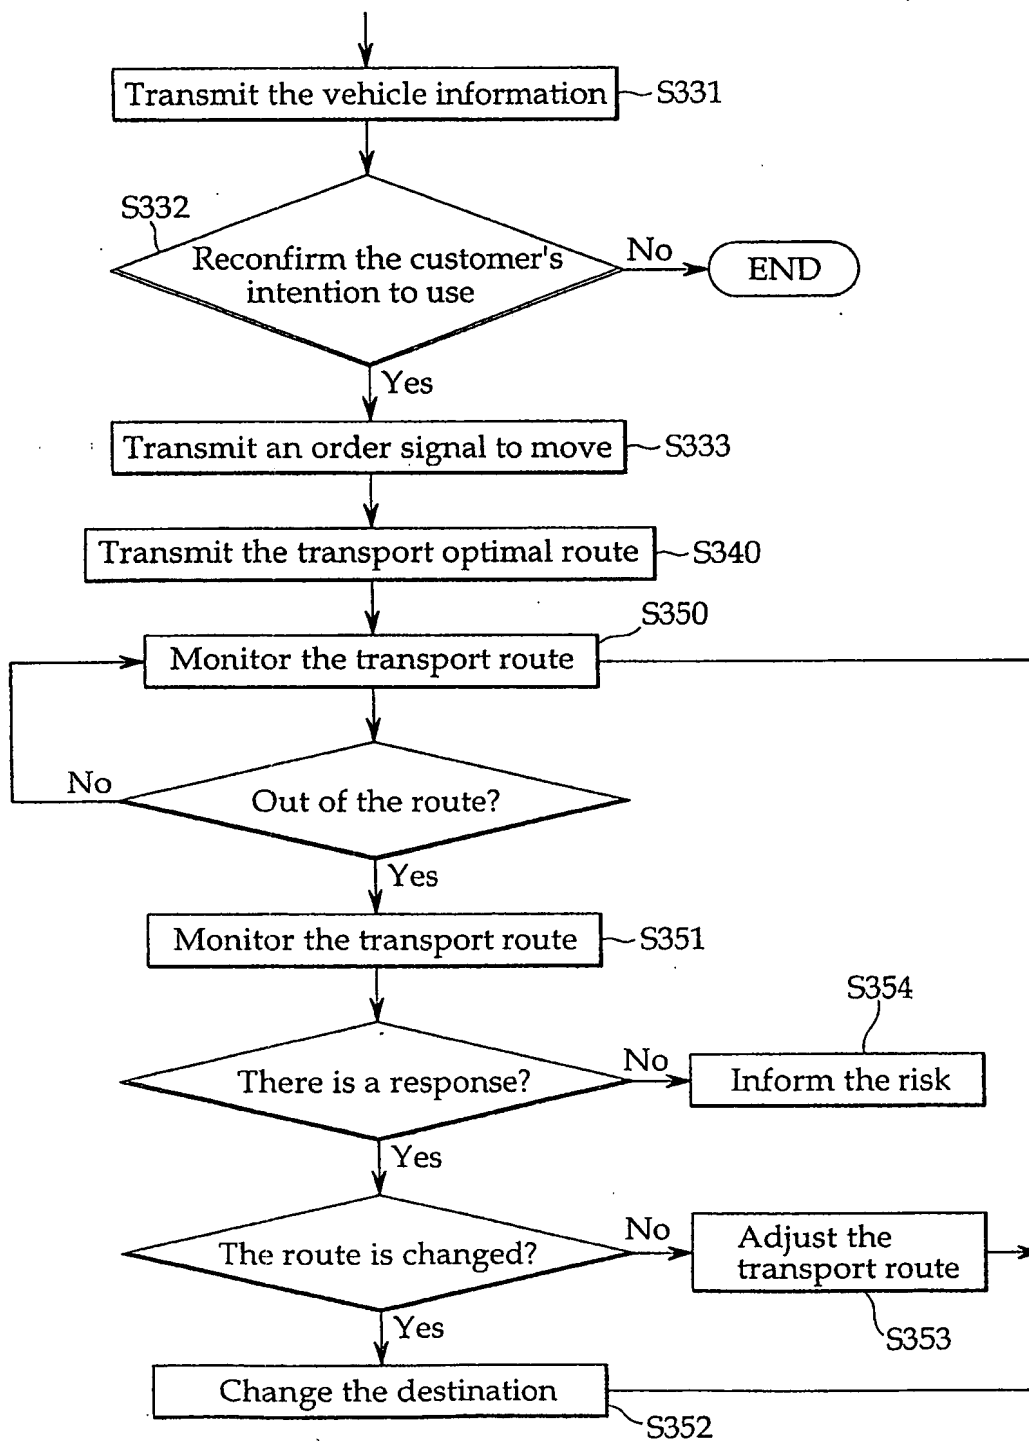 Transmit the vehicle information
S331
S332
Reconfirm the customer's
intention to use
No
END
Yes
Transmit an order signal to move
S333
Transmit the transport optimal route
S340
S350
Monitor the transport route
No
Out of the route?
Yes
Monitor the transport route
S351
S354
There is a response?
No
Inform the risk
Yes
The route is changed?
No
Adjust the
transport route
S353
Yes
Change the destination
S352